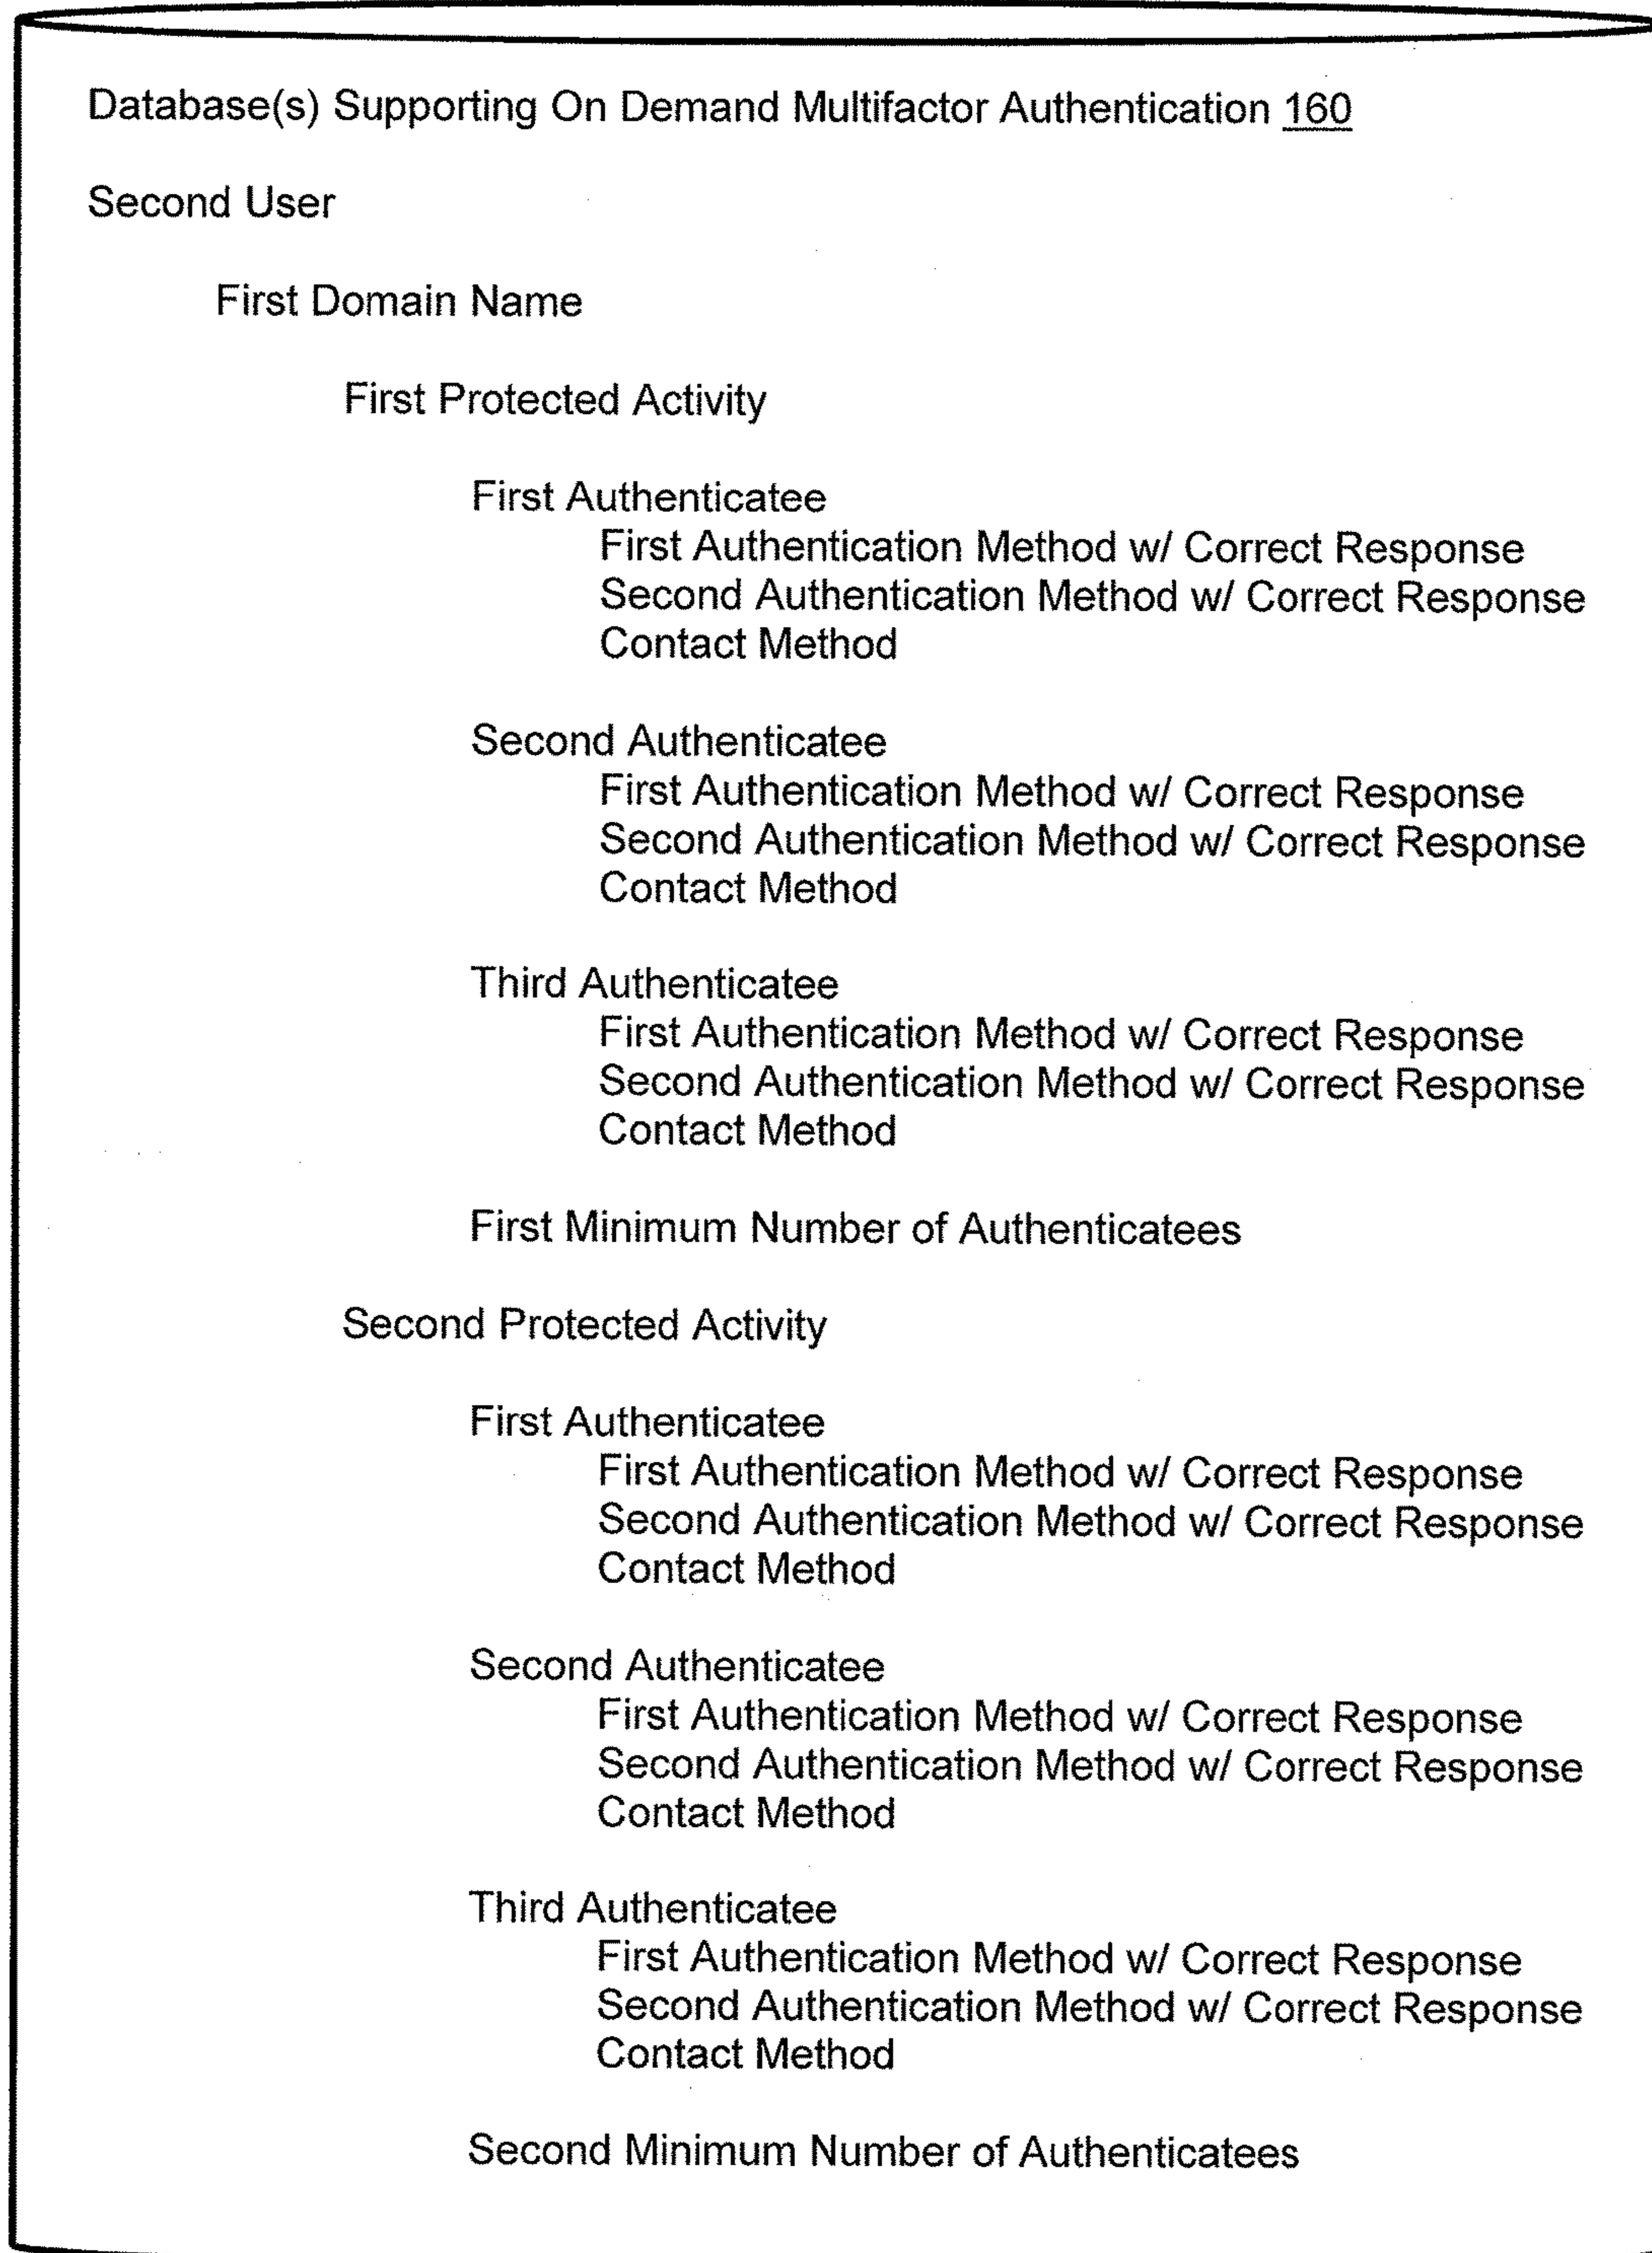 Database(s) Supporting On Demand Multifactor Authentication 160
Second User
First Domain Name
First Protected Activity
First Authenticatee
First Authentication Method w/ Correct Response
Second Authentication Method w/ Correct Response
Contact Method
Second Authenticatee
First Authentication Method w/ Correct Response
Second Authentication Method w/ Correct Response
Contact Method
Third Authenticatee
First Authentication Method w/ Correct Response
Second Authentication Method w/ Correct Response
Contact Method
First Minimum Number of Authenticatees
Second Protected Activity
First Authenticatee
First Authentication Method w/ Correct Response
Second Authentication Method w/ Correct Response
Contact Method
Second Authenticatee
First Authentication Method w/ Correct Response
Second Authentication Method w/ Correct Response
Contact Method
Third Authenticatee
First Authentication Method w/ Correct Response
Second Authentication Method w/ Correct Response
Contact Method
Second Minimum Number of Authenticatees